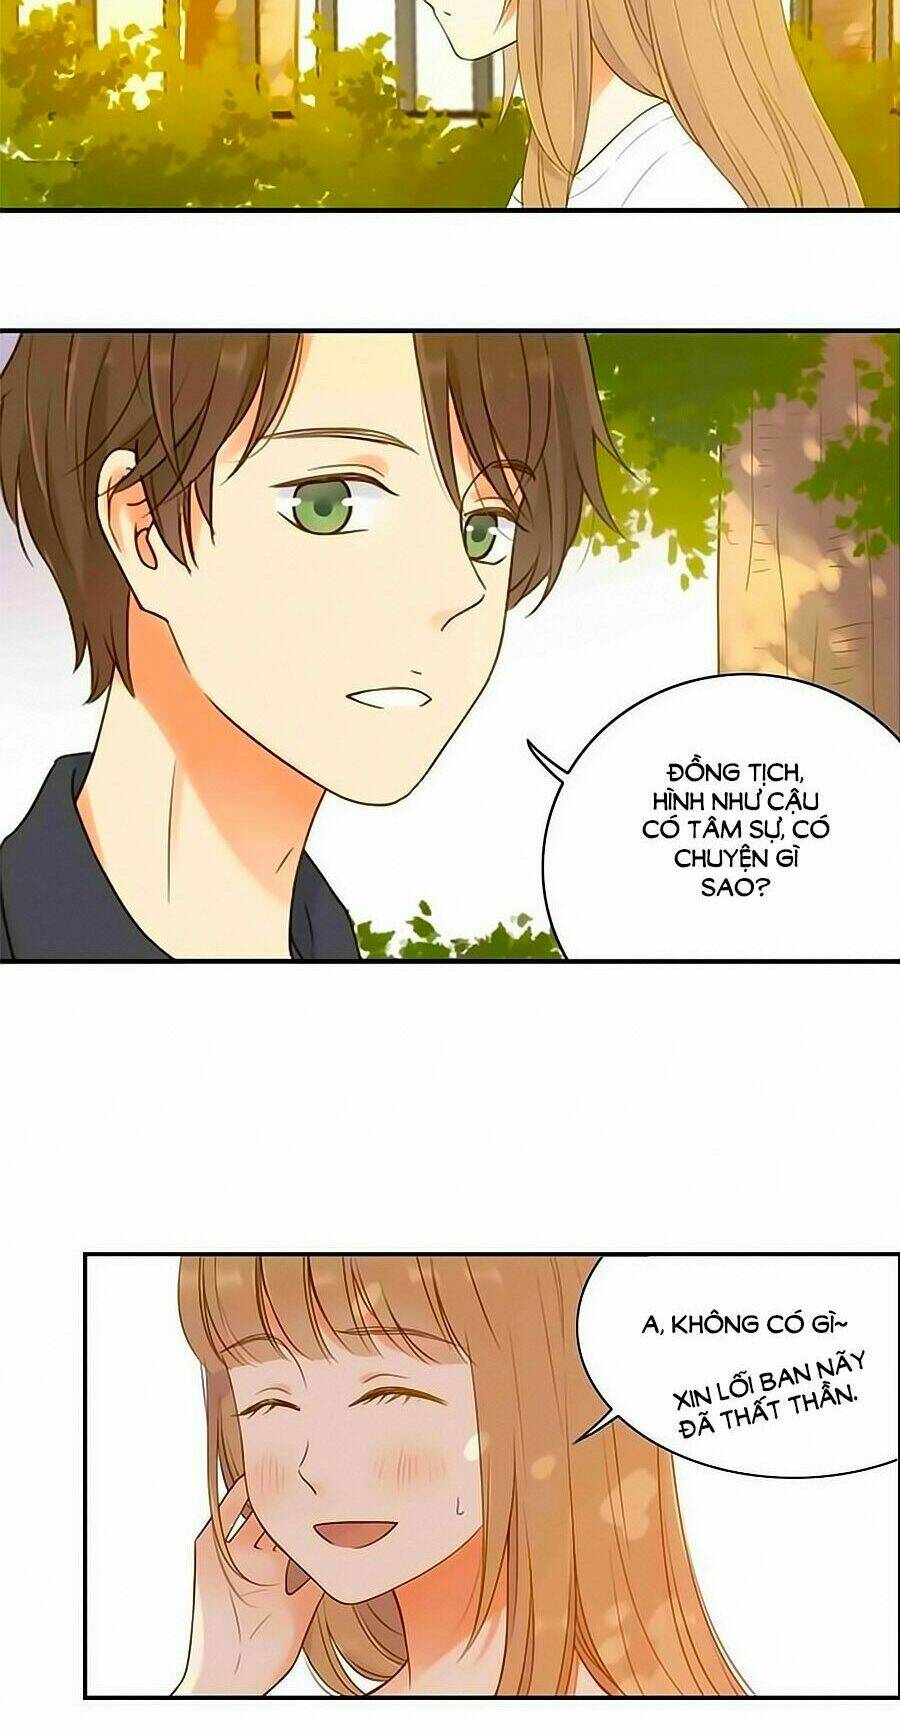 ĐỒNG TỊCH,
HÌNH NHƯ CẬU
CÓ TÂM SỰ, CÓ
CHUYỆN GÌ
SAO?
A, KHÔNG CÓ GÌ~
XIN LỐI BAN NÃY
ĐÃ THẤT THẦN.